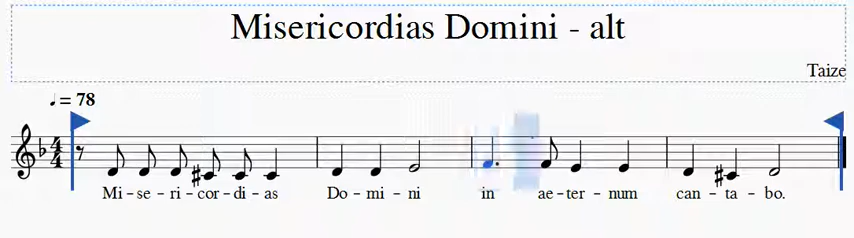 Misericordias Domini - alt
Taize
♩ = 78
Mi - se - ri - cor - di - as Do - mi - ni in ae - ter - num can - ta - bo.